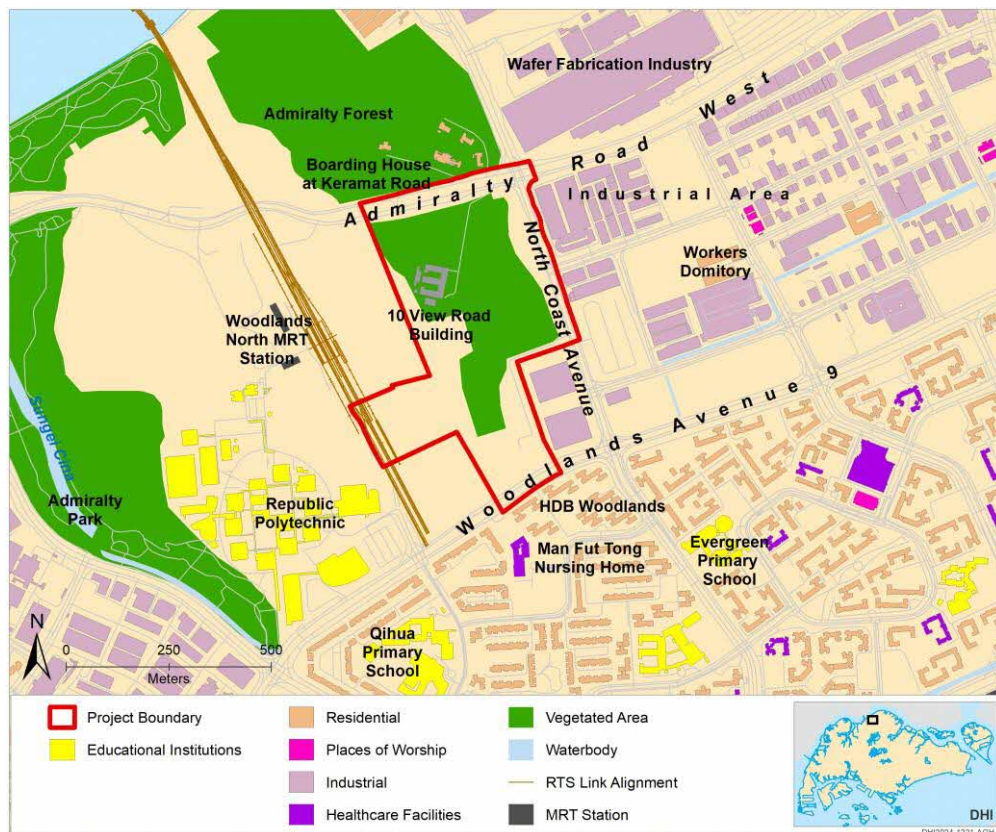 Wafer Fabrication Industry
Admiralty Forest
Boarding House
at Keramat Road
Admiralty Road West
Industrial Area
North Coast Avenue
Workers
Domitory
10 View Road
Building
Woodlands
North MRT
Station
Sungei Cina
Admiralty
Park
Republic
Polytechnic
Woodlands Avenue 9
HDB Woodlands
Man Fut Tong
Nursing Home
Evergreen
Primary
School
Qihua
Primary
School
N
0 250 500
Meters
Project Boundary
Educational Institutions
Residential
Places of Worship
Industrial
Healthcare Facilities
Vegetated Area
Waterbody
RTS Link Alignment
MRT Station
DHI